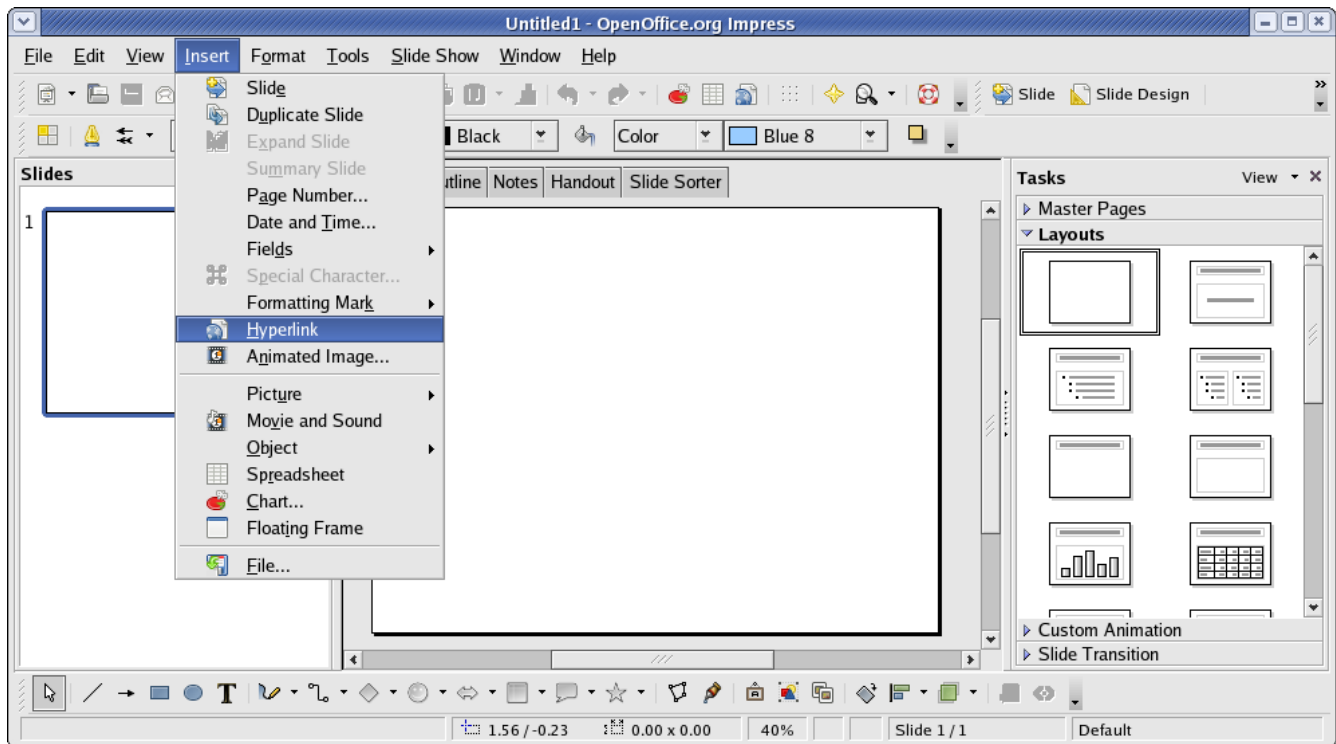 Untitled1 - OpenOffice.org Impress
File Edit View Insert Format Tools Slide Show Window Help
Slide Slide Design
Black Color Blue 8
Slide
Duplicate Slide
Expand Slide
Summary Slide
Page Number...
Date and Time...
Fields
Special Character...
Formatting Mark
Hyperlink
Animated Image...
Picture
Movie and Sound
Object
Spreadsheet
Chart...
Floating Frame
File...
Slides
1
utline Notes Handout Slide Sorter
Tasks View
Master Pages
Layouts
Custom Animation
Slide Transition
1.56 / -0.23 0.00 x 0.00 40% Slide 1 / 1 Default